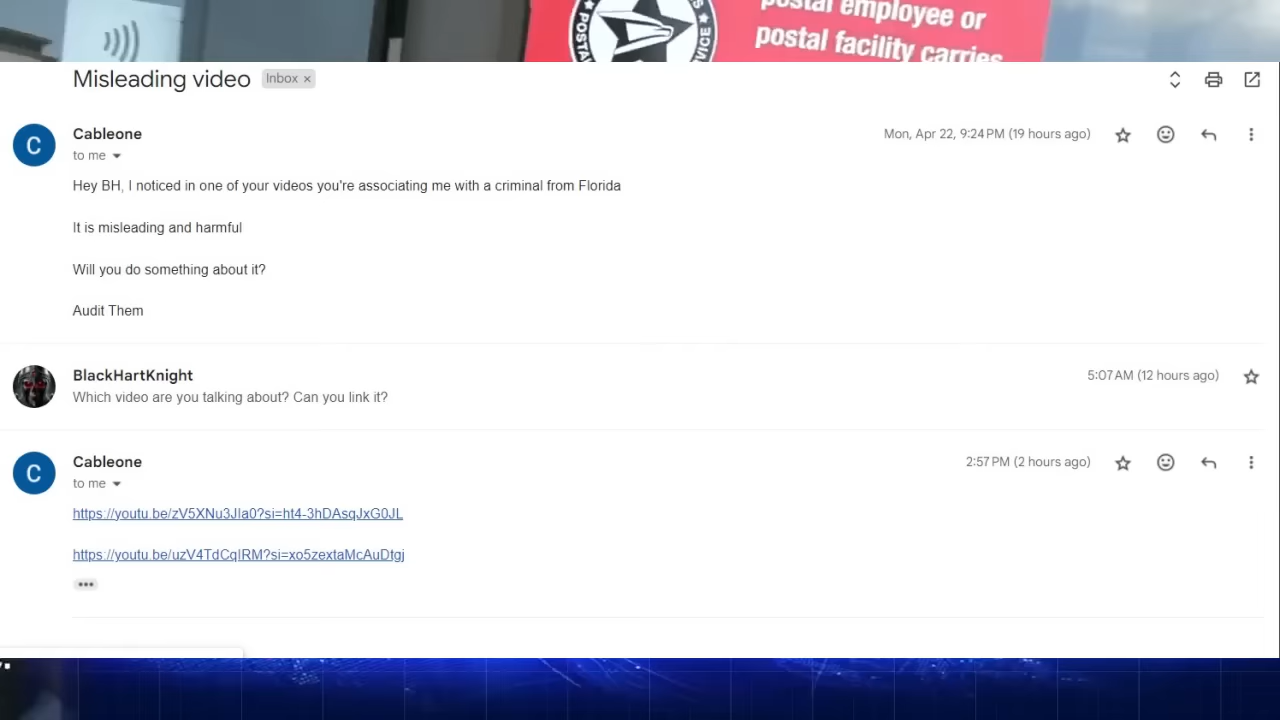 postal employee or
postal facility carries
Misleading video Inbox ×
Cableone
Mon, Apr 22, 9:24 PM (19 hours ago)
to me
Hey BH, I noticed in one of your videos you're associating me with a criminal from Florida
It is misleading and harmful
Will you do something about it?
Audit Them
BlackHartKnight
5:07 AM (12 hours ago)
Which video are you talking about? Can you link it?
C Cableone
2:57 PM (2 hours ago)
to me
https://youtu.be/zV5XNu3JIa0?si=ht4-3hDAsqJxG0JL
https://youtu.be/uzV4TdCqIRM?si=xo5zextaMcAuDtgj